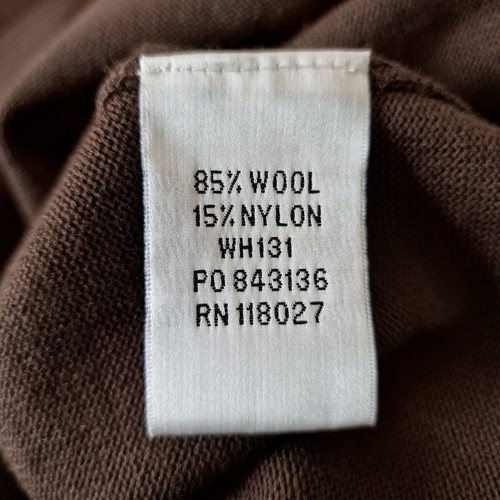 85% WOOL
15% NYLON
WH131
PO 843136
RN 118027